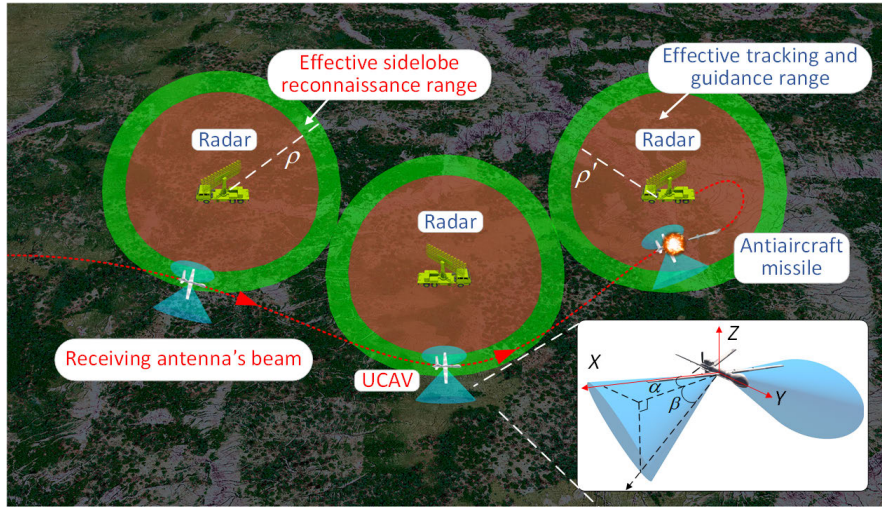 Effective sidelobe
reconnaissance range
Effective tracking and
guidance range
Radar
ρ
Radar
ρ'
Radar
Antiaircraft
missile
Receiving antenna's beam
UCAV
Z
X
α
β
Y